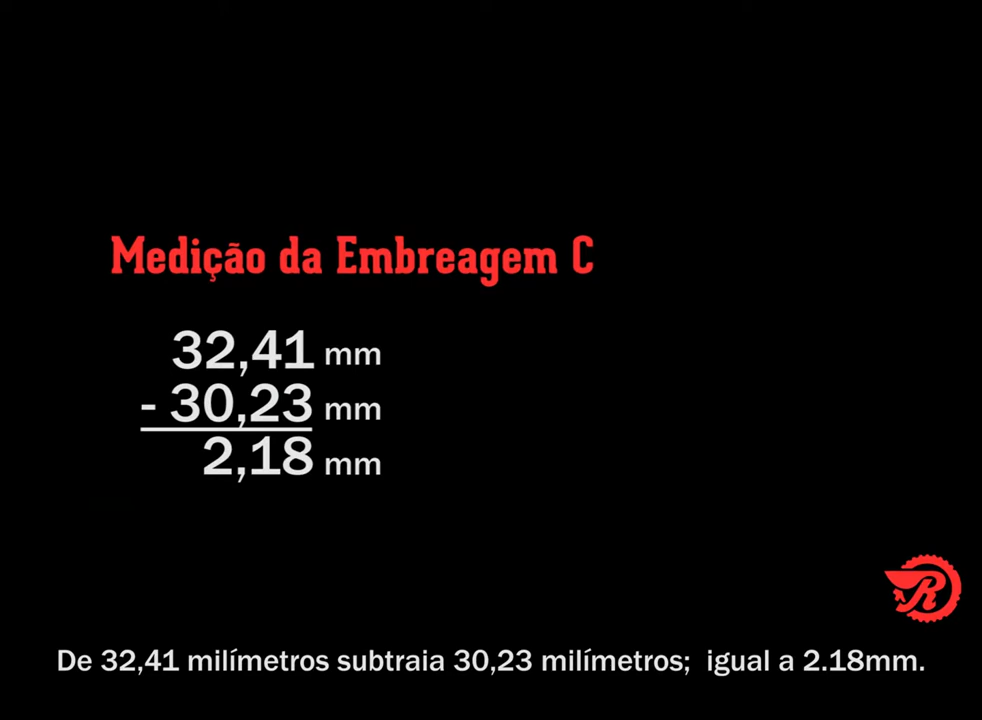 Medição da Embreagem C
32,41 mm
- 30,23 mm
2,18 mm
R
De 32,41 milímetros subtraia 30,23 milímetros;  igual a 2.18mm.